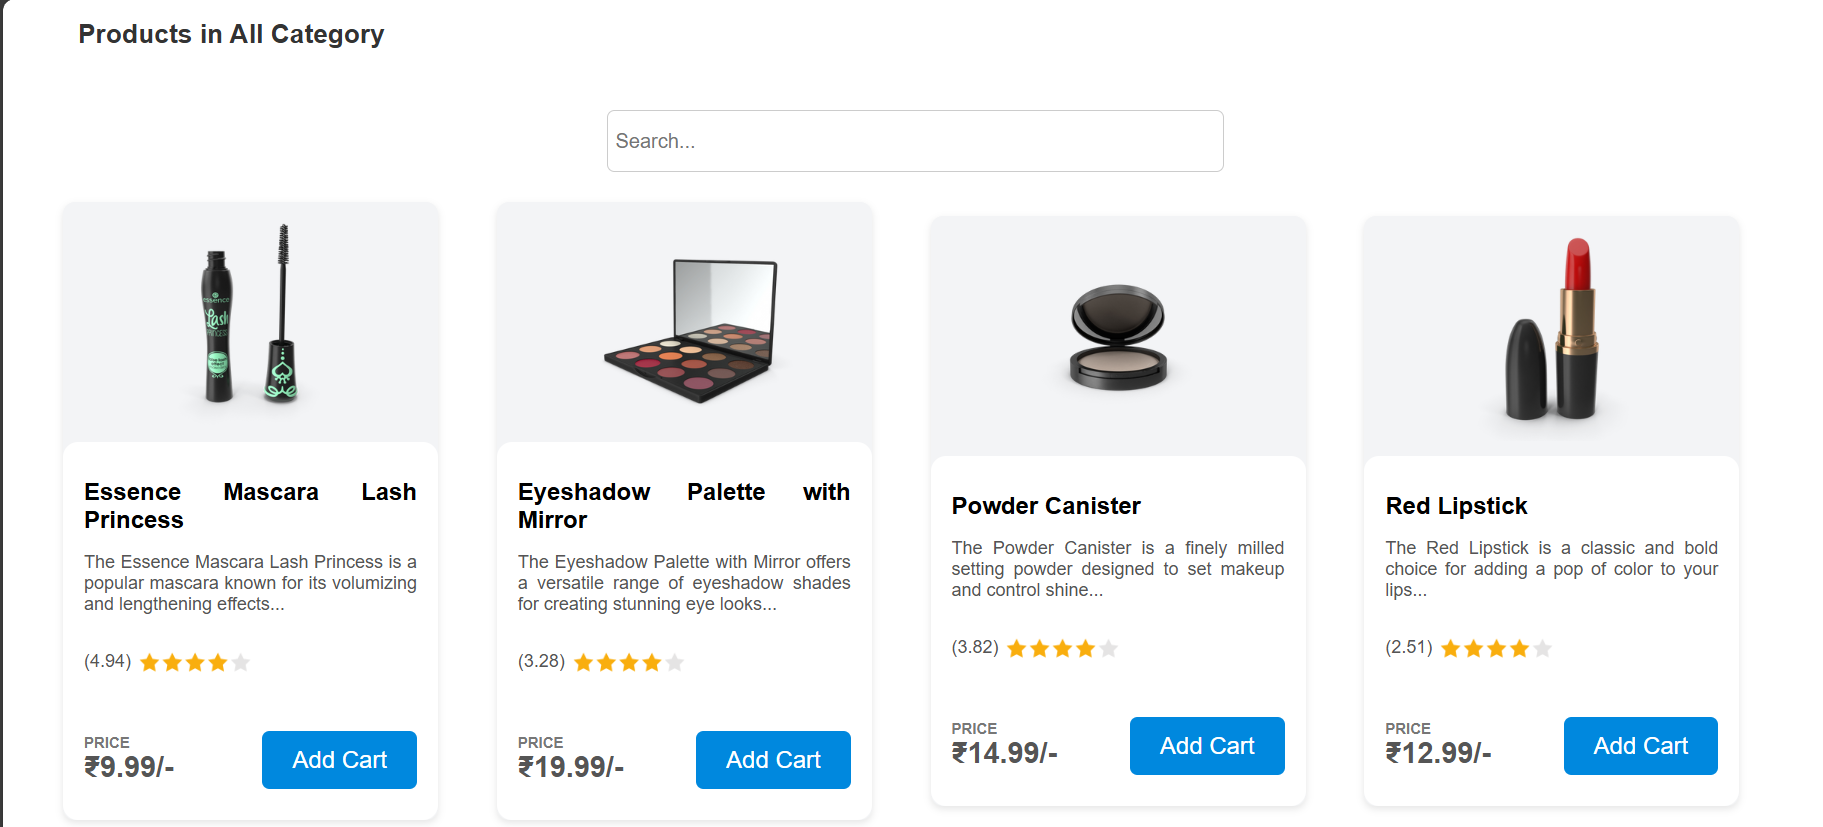 Products in All Category
Search...
essence
Lash
PRINCESS
Essence Mascara Lash
Princess
The Essence Mascara Lash Princess is a
popular mascara known for its volumizing
and lengthening effects...
(4.94)
PRICE
₹9.99/-
Add Cart
Eyeshadow Palette with
Mirror
The Eyeshadow Palette with Mirror offers
a versatile range of eyeshadow shades
for creating stunning eye looks...
(3.28)
PRICE
₹19.99/-
Add Cart
Powder Canister
The Powder Canister is a finely milled
setting powder designed to set makeup
and control shine...
(3.82)
PRICE
₹14.99/-
Add Cart
Red Lipstick
The Red Lipstick is a classic and bold
choice for adding a pop of color to your
lips...
(2.51)
PRICE
₹12.99/-
Add Cart